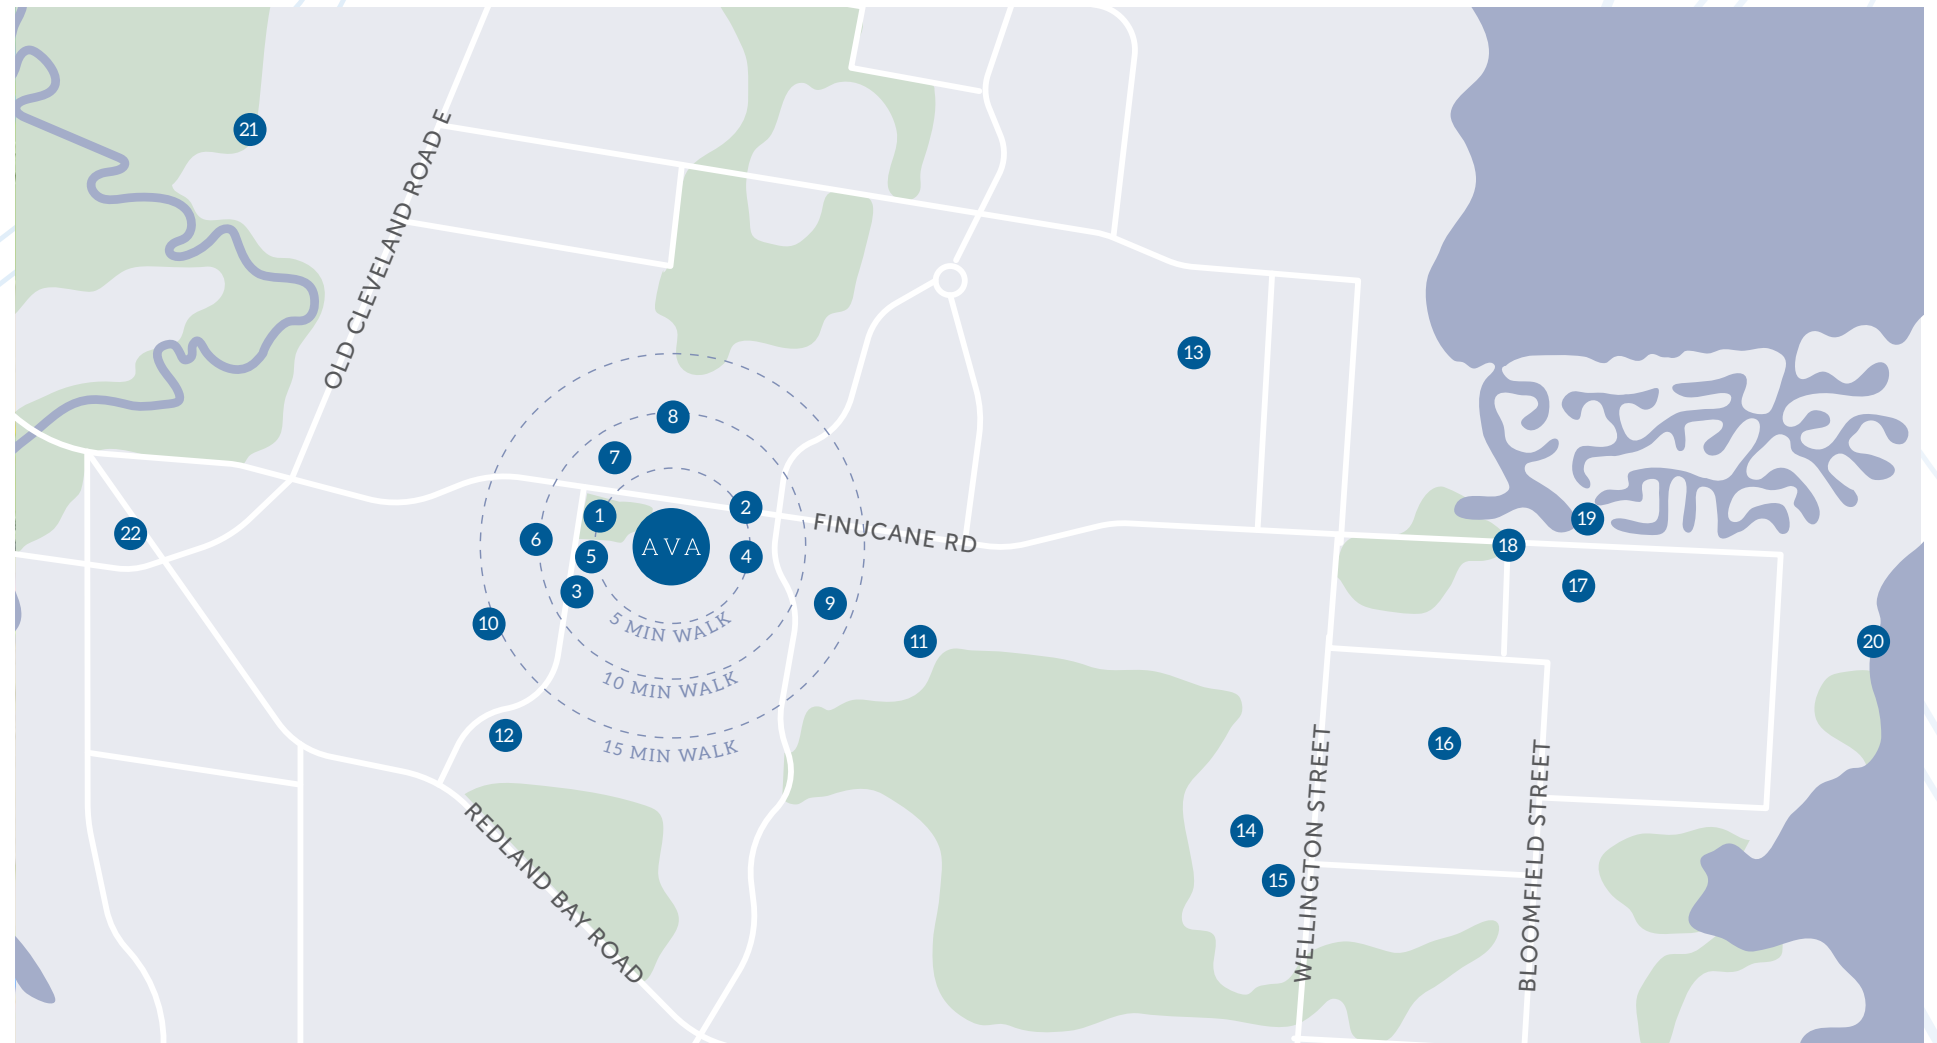 21
OLD CLEVELAND ROAD E
13
8
7
2
1
19
FINUCANE RD
22
6
AVA
18
5
4
17
3
9
10
5 MIN WALK
11
20
10 MIN WALK
12
15 MIN WALK
16
WELLINGTON STREET
BLOOMFIELD STREET
14
15
REDLAND BAY ROAD